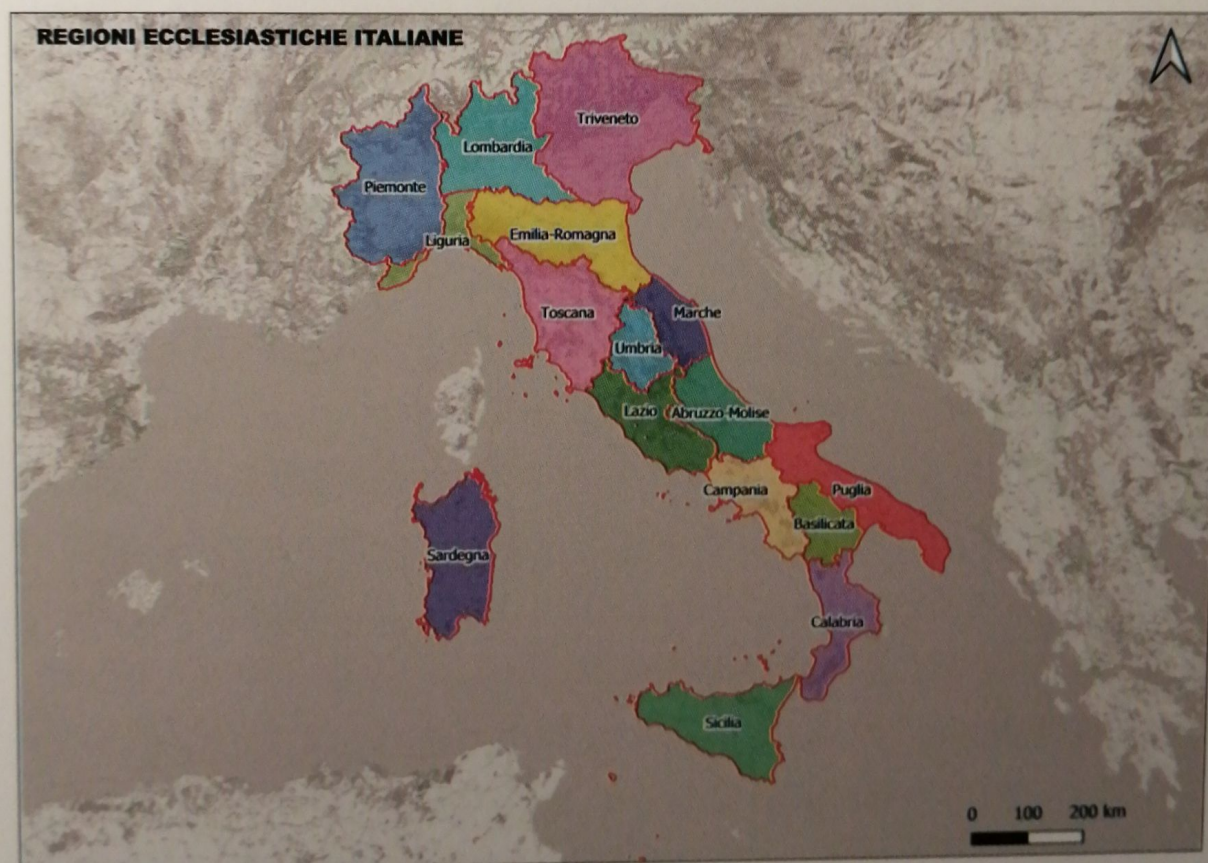 REGIONI ECCLESIASTICHE ITALIANE
Triveneto
Lombardia
Piemonte
Emilia-Romagna
Liguria
Toscana
Marche
Umbria
Lazio
Abruzzo-Molise
Campania
Puglia
Basilicata
Sardegna
Calabria
Sicilia
0 100 200 km